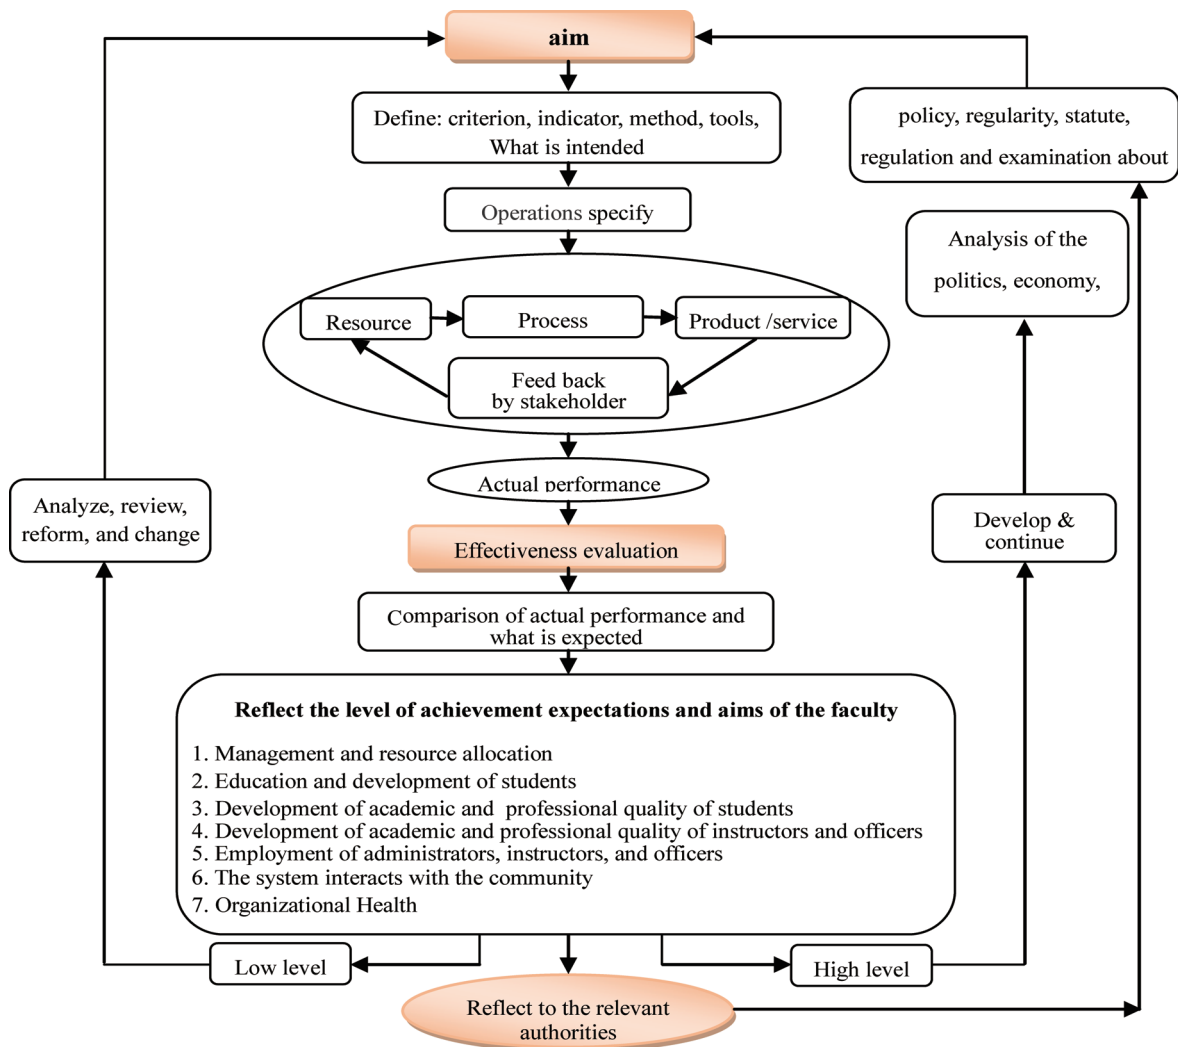 aim
Define: criterion, indicator, method, tools,
What is intended
policy, regularity, statute,
regulation and examination about
Operations specify
Analysis of the
politics, economy,
Resource
Process
Product /service
Feed back
by stakeholder
Actual performance
Analyze, review,
reform, and change
Develop &
continue
Effectiveness evaluation
Comparison of actual performance and
what is expected
Reflect the level of achievement expectations and aims of the faculty
1. Management and resource allocation
2. Education and development of students
3. Development of academic and professional quality of students
4. Development of academic and professional quality of instructors and officers
5. Employment of administrators, instructors, and officers
6. The system interacts with the community
7. Organizational Health
Low level
High level
Reflect to the relevant
authorities